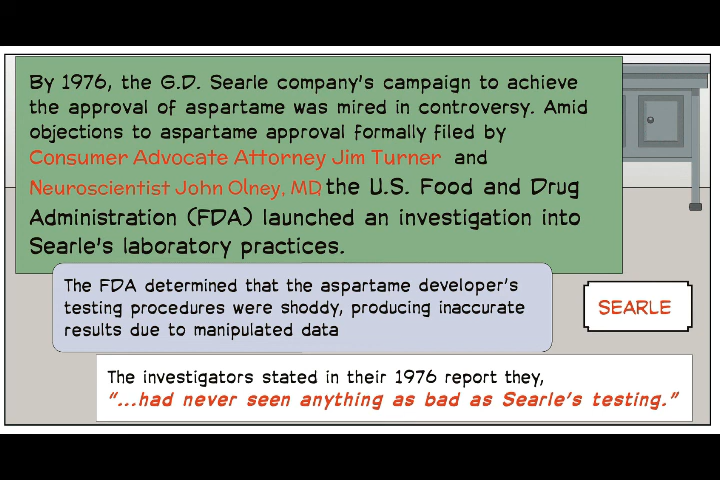 By 1976, the G.D. Searle company's campaign to achieve
the approval of aspartame was mired in controversy. Amid
objections to aspartame approval formally filed by
Consumer Advocate Attorney Jim Turner and
Neuroscientist John Olney, MD the U.S. Food and Drug
Administration (FDA) launched an investigation into
Searle's laboratory practices.
The FDA determined that the aspartame developer's
testing procedures were shoddy, producing inaccurate
results due to manipulated data
SEARLE
The investigators stated in their 1976 report they,
"...had never seen anything as bad as Searle's testing."